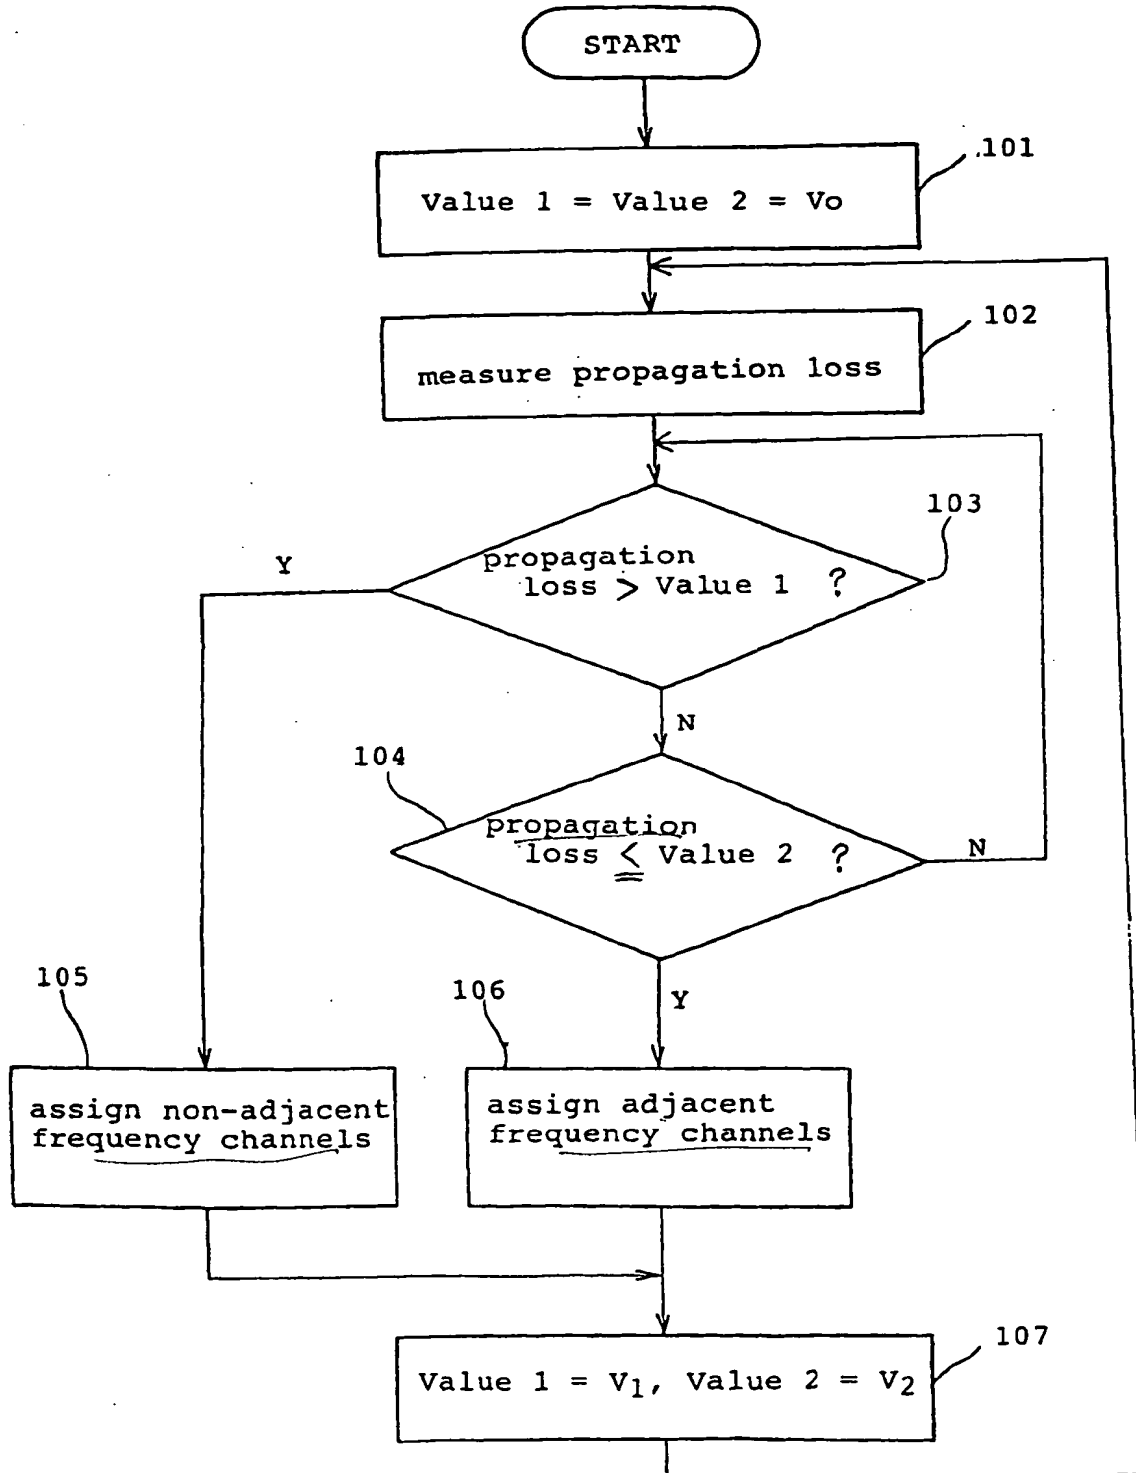 START
101
Value 1 = Value 2 = Vo
102
measure propagation loss
103
Y
propagation
loss > Value 1 ?
N
104
propagation
loss ≦ Value 2 ?
N
105
106
Y
assign non-adjacent
frequency channels
assign adjacent
frequency channels
107
Value 1 = V1, Value 2 = V2